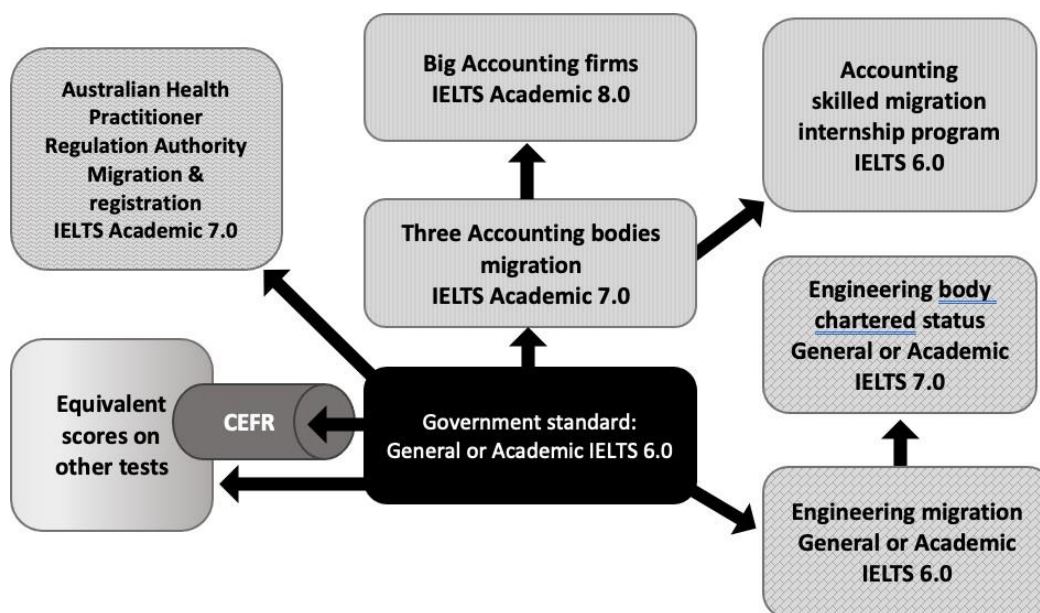 Australian Health
Practitioner
Regulation Authority
Migration &
registration
IELTS Academic 7.0
Big Accounting firms
IELTS Academic 8.0
Accounting
skilled migration
internship program
IELTS 6.0
Three Accounting bodies
migration
IELTS Academic 7.0
Engineering body
chartered status
General or Academic
IELTS 7.0
Equivalent
scores on
other tests
CEFR
Government standard:
General or Academic IELTS 6.0
Engineering migration
General or Academic
IELTS 6.0